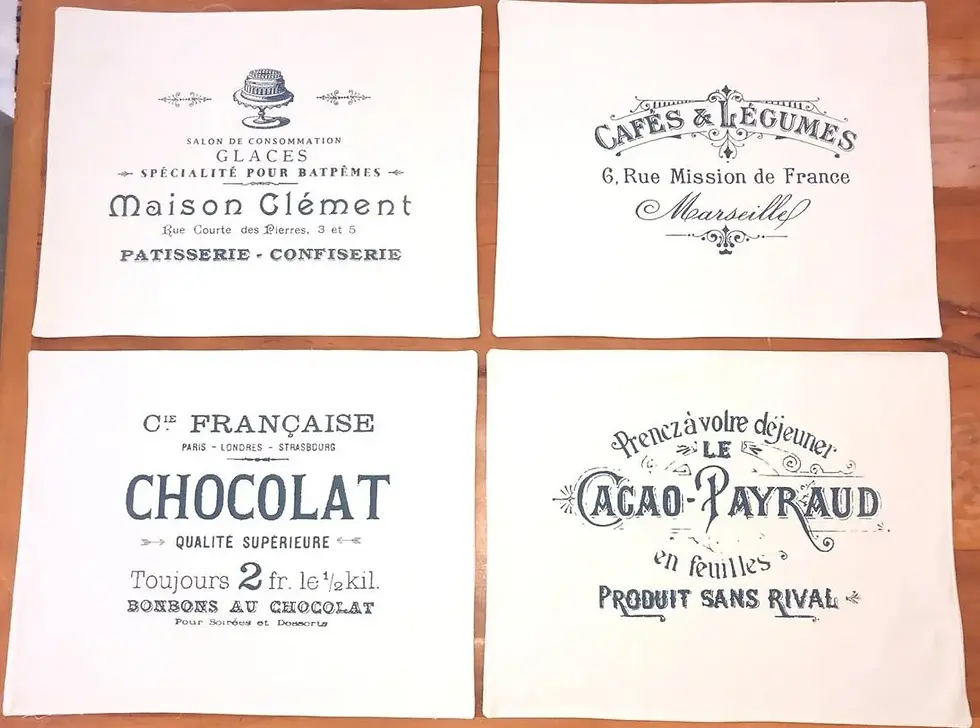 SALON DE CONSOMMATION
GLACES
SPÉCIALITÉ POUR BATPÊMES
Maison Clément
Rue Courte des Pierres, 3 et 5
PATISSERIE - CONFISERIE
CAFÉS & LÉGUMES
6, Rue Mission de France
Marseille
CIE FRANÇAISE
PARIS - LONDRES - STRASBOURG
CHOCOLAT
QUALITÉ SUPÉRIEURE
Toujours 2 fr. le 1/2 kil.
BONBONS AU CHOCOLAT
Pour Soirées et Desserts
Prenez à votre déjeuner
LE
CACAO-PAYRAUD
en feuilles
PRODUIT SANS RIVAL